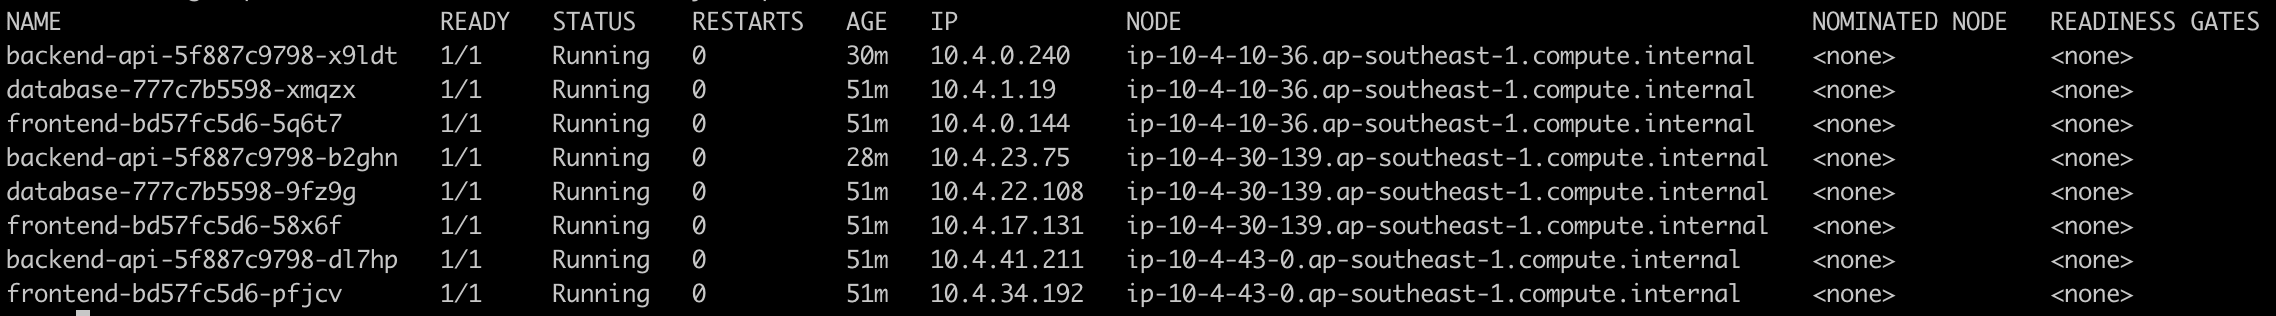 NAME READY STATUS RESTARTS AGE IP NODE NOMINATED NODE READINESS GATES
backend-api-5f887c9798-x9ldt 1/1 Running 0 30m 10.4.0.240 ip-10-4-10-36.ap-southeast-1.compute.internal <none> <none>
database-777c7b5598-xmqzx 1/1 Running 0 51m 10.4.1.19 ip-10-4-10-36.ap-southeast-1.compute.internal <none> <none>
frontend-bd57fc5d6-5q6t7 1/1 Running 0 51m 10.4.0.144 ip-10-4-10-36.ap-southeast-1.compute.internal <none> <none>
backend-api-5f887c9798-b2ghn 1/1 Running 0 28m 10.4.23.75 ip-10-4-30-139.ap-southeast-1.compute.internal <none> <none>
database-777c7b5598-9fz9g 1/1 Running 0 51m 10.4.22.108 ip-10-4-30-139.ap-southeast-1.compute.internal <none> <none>
frontend-bd57fc5d6-58x6f 1/1 Running 0 51m 10.4.17.131 ip-10-4-30-139.ap-southeast-1.compute.internal <none> <none>
backend-api-5f887c9798-dl7hp 1/1 Running 0 51m 10.4.41.211 ip-10-4-43-0.ap-southeast-1.compute.internal <none> <none>
frontend-bd57fc5d6-pfjcv 1/1 Running 0 51m 10.4.34.192 ip-10-4-43-0.ap-southeast-1.compute.internal <none> <none>